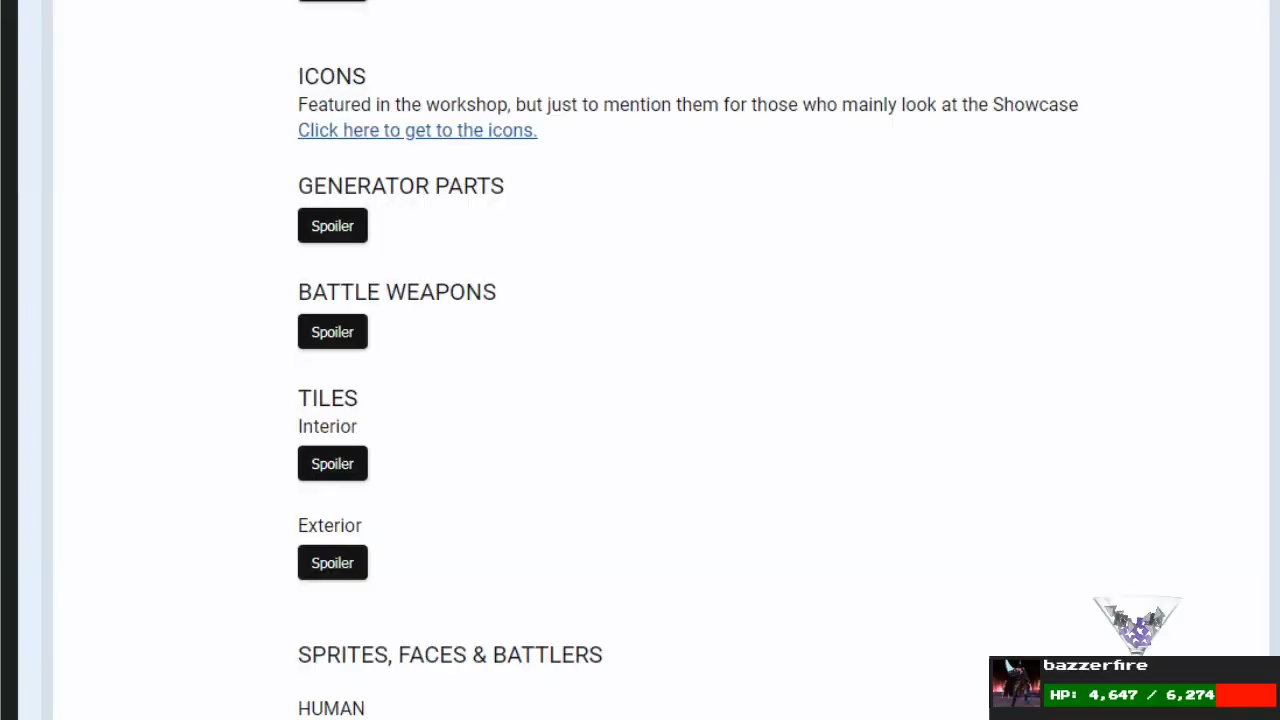 ICONS
Featured in the workshop, but just to mention them for those who mainly look at the Showcase
Click here to get to the icons.
GENERATOR PARTS
Spoiler
BATTLE WEAPONS
Spoiler
TILES
Interior
Spoiler
Exterior
Spoiler
SPRITES, FACES & BATTLERS
HUMAN
bazzerfire
HP: 4,647 / 6,274